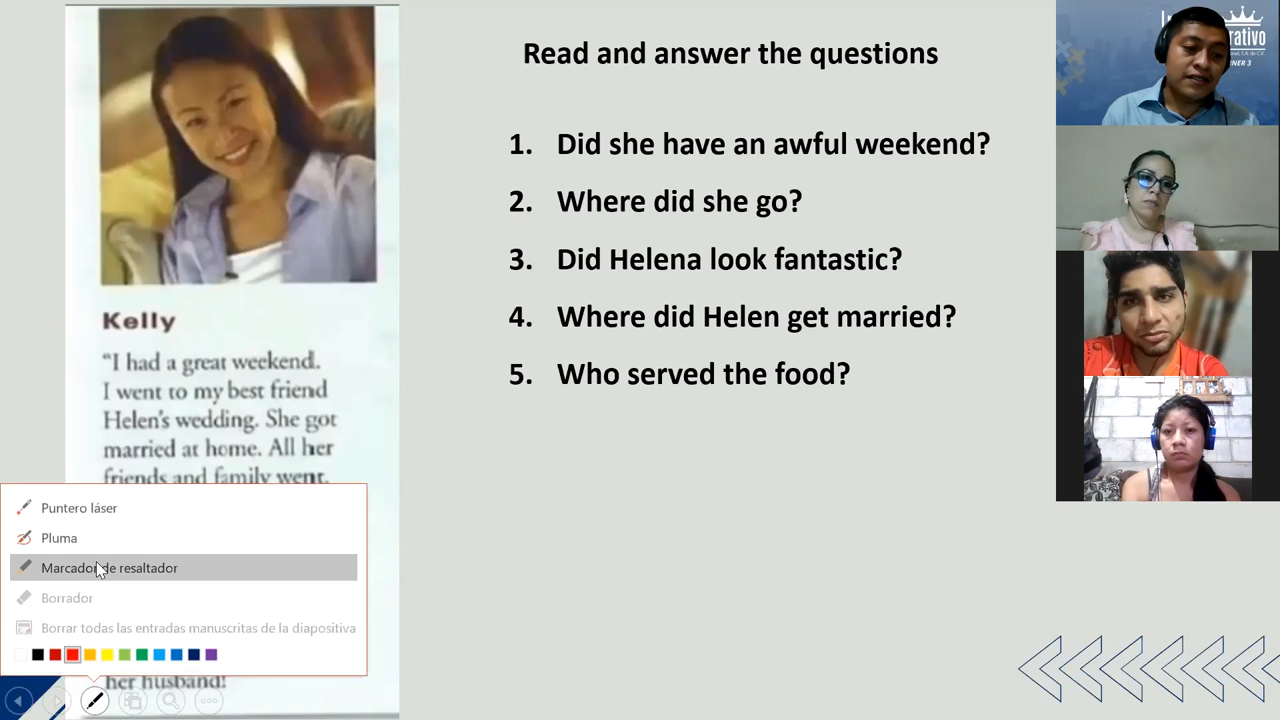 Read and answer the questions
1. Did she have an awful weekend?
2. Where did she go?
3. Did Helena look fantastic?
4. Where did Helen get married?
5. Who served the food?
Kelly
"I had a great weekend.
I went to my best friend
Helen's wedding. She got
married at home. All her
friends and family went.
Puntero láser
Pluma
Marcador de resaltador
Borrador
Borrar todas las entradas manuscritas de la diapositiva
her husband!